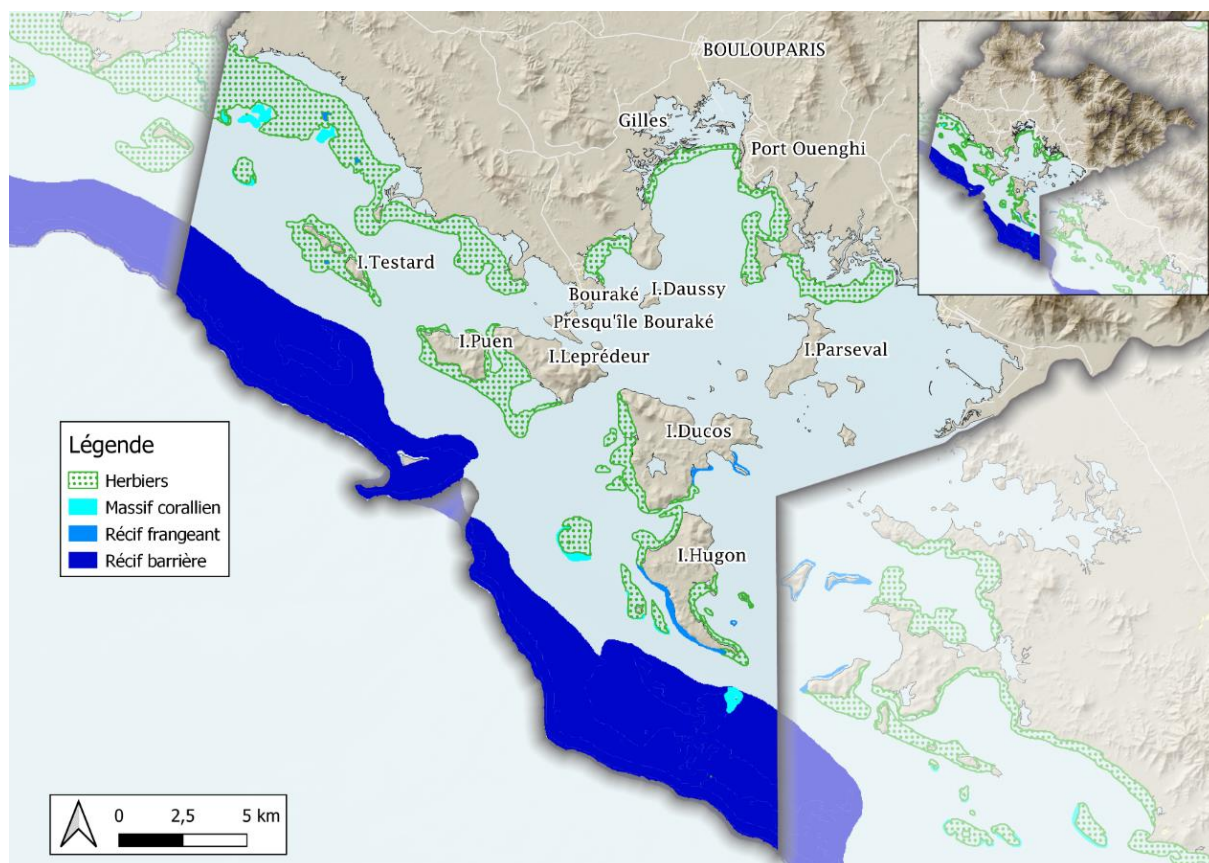 BOULOUPARIS
Gilles
Port Ouenghi
I.Testard
Bouraké
I.Daussy
Presqu'île Bouraké
I.Puen
I.Leprédeur
I.Parseval
I.Ducos
I.Hugon
Légende
Herbiers
Massif corallien
Récif frangeant
Récif barrière
0 2,5 5 km